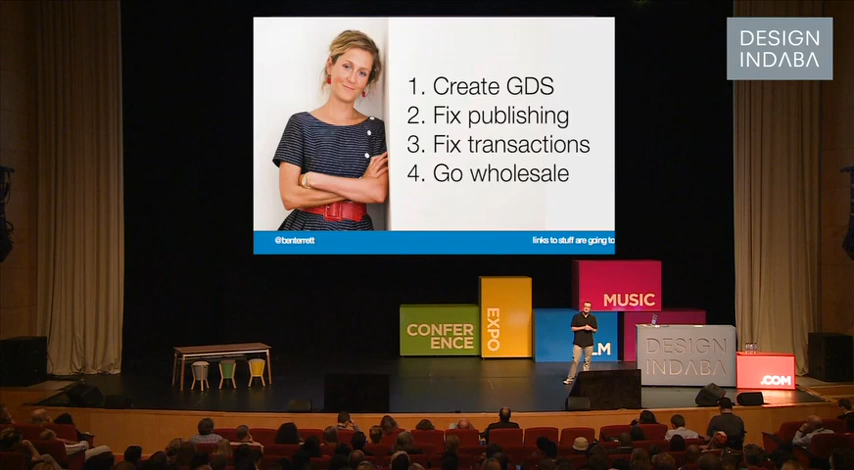 1. Create GDS
2. Fix publishing
3. Fix transactions
4. Go wholesale
@benterrett
links to stuff are going to
DESIGN
INDABA
CONFER
ENCE
EXPO
MUSIC
LM
DESIGN
INDABA
.COM